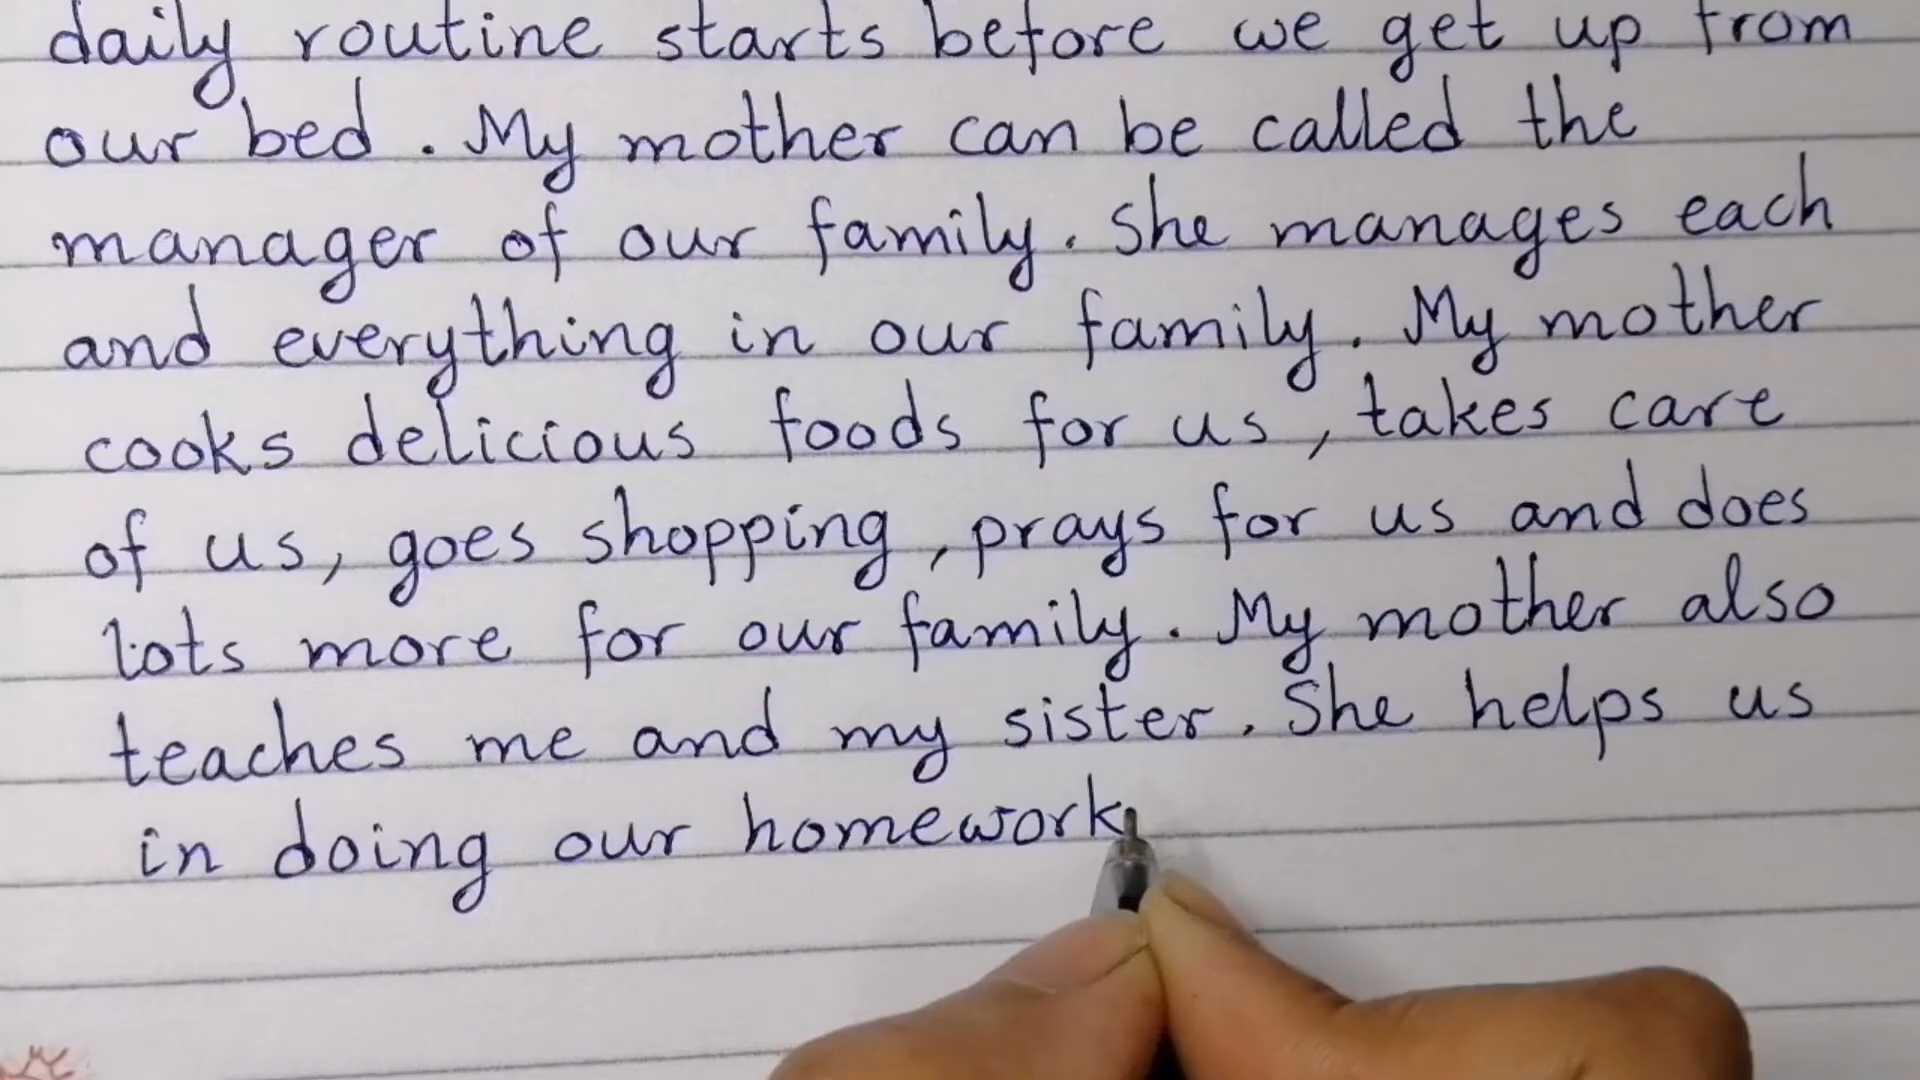 daily routine starts before we get up from
our bed. My mother can be called the
manager of our family. She manages each
and everything in our family. My mother
cooks delicious foods for us, takes care
of us, goes shopping, prays for us and does
lots more for our family. My mother also
teaches me and my sister. She helps us
in doing our homework